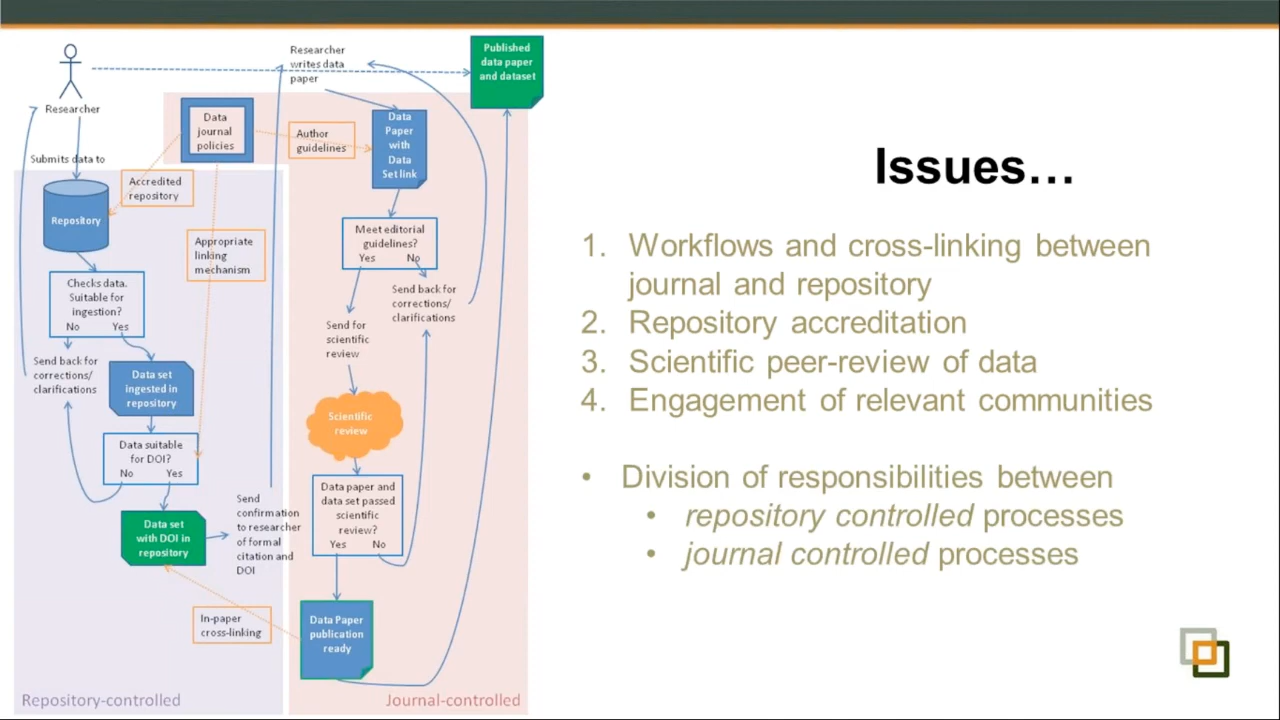 Researcher
Submits data to
Repository
Checks data.
Suitable for
ingestion?
No Yes
Send back for
corrections/
clarifications
Data set
ingested in
repository
Data suitable
for DOI?
No Yes
Data set
with DOI in
repository
Send
confirmation
to researcher
of formal
citation and
DOI
Data
journal
policies
Accredited
repository
Appropriate
linking
mechanism
Author
guidelines
In-paper
cross-linking
Repository-controlled
Researcher
writes data
paper
Published
data paper
and dataset
Data
Paper
with
Data
Set link
Meet editorial
guidelines?
Yes No
Send back for
corrections/
clarifications
Send for
scientific
review
Scientific
review
Data paper and
data set passed
scientific
review?
Yes No
Data Paper
publication
ready
Journal-controlled
Issues…
1. Workflows and cross-linking between
journal and repository
2. Repository accreditation
3. Scientific peer-review of data
4. Engagement of relevant communities
• Division of responsibilities between
• repository controlled processes
• journal controlled processes